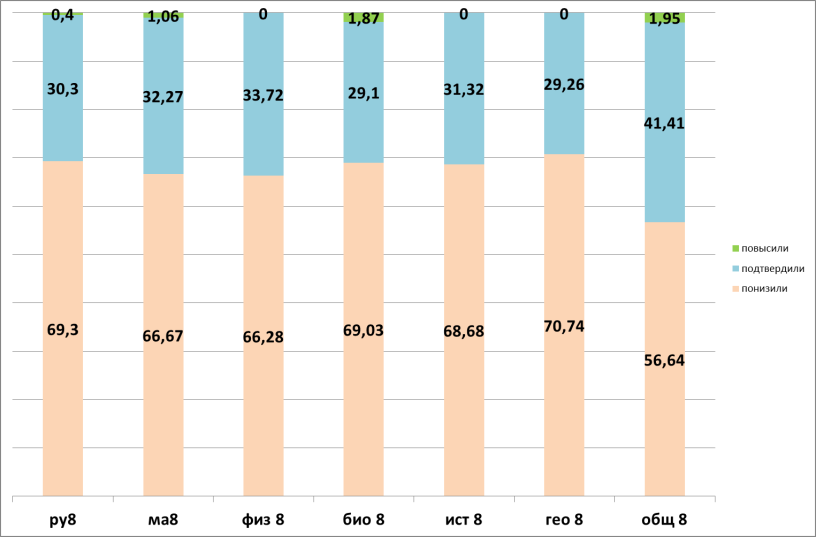 0,4 1,06 0 1,87 0 0 1,95
30,3 32,27 33,72 29,1 31,32 29,26 41,41
69,3 66,67 66,28 69,03 68,68 70,74 56,64
ру8 ма8 физ 8 био 8 ист 8 гео 8 общ 8
повысили
подтвердили
понизили